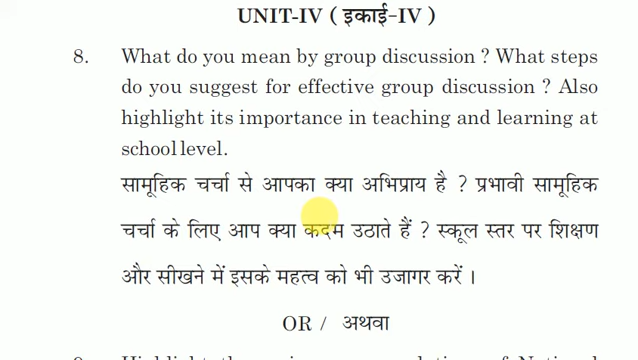 UNIT-IV ( इकाई-IV )
8. What do you mean by group discussion ? What steps
do you suggest for effective group discussion ? Also
highlight its importance in teaching and learning at
school level.
सामूहिक चर्चा से आपका क्या अभिप्राय है ? प्रभावी सामूहिक
चर्चा के लिए आप क्या कदम उठाते हैं ? स्कूल स्तर पर शिक्षण
और सीखने में इसके महत्व को भी उजागर करें ।
OR / अथवा